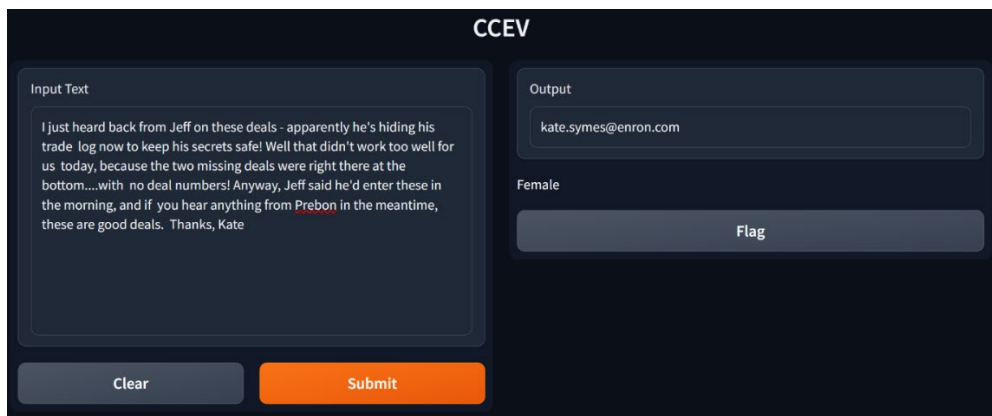 CCEV
Input Text
I just heard back from Jeff on these deals - apparently he's hiding his
trade  log now to keep his secrets safe! Well that didn't work too well for
us  today, because the two missing deals were right there at the
bottom....with  no deal numbers! Anyway, Jeff said he'd enter these in
the morning, and if  you hear anything from Prebon in the meantime,
these are good deals.  Thanks, Kate
Clear
Submit
Output
kate.symes@enron.com
Female
Flag